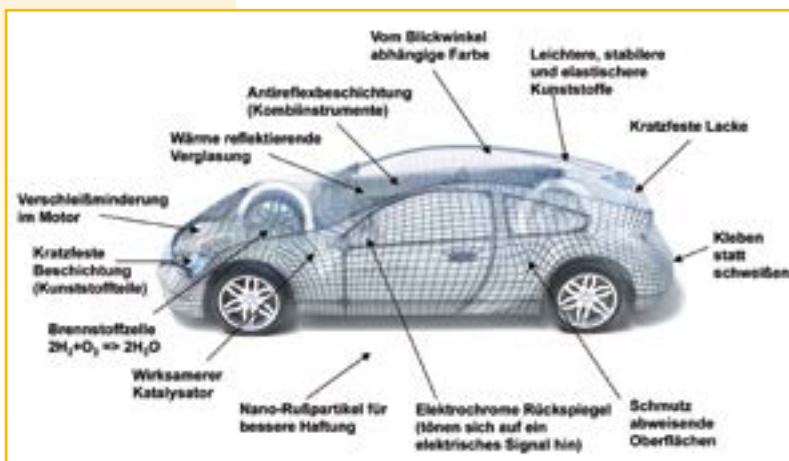 Vom Blickwinkel
abhängige Farbe
Leichtere, stabilere
und elastischere
Kunststoffe
Antireflexbeschichtung
(Kombiinstrumente)
Kratzfeste Lacke
Wärme reflektierende
Verglasung
Verschleißminderung
im Motor
Kratzfeste
Beschichtung
(Kunststoffteile)
Kleben
statt
schweißen
Brennstoffzelle
2H₂+O₂ => 2H₂O
Wirksamerer
Katalysator
Nano-Rußpartikel für
bessere Haftung
Elektrochrome Rückspiegel
(tönen sich auf ein
elektrisches Signal hin)
Schmutz
abweisende
Oberflächen